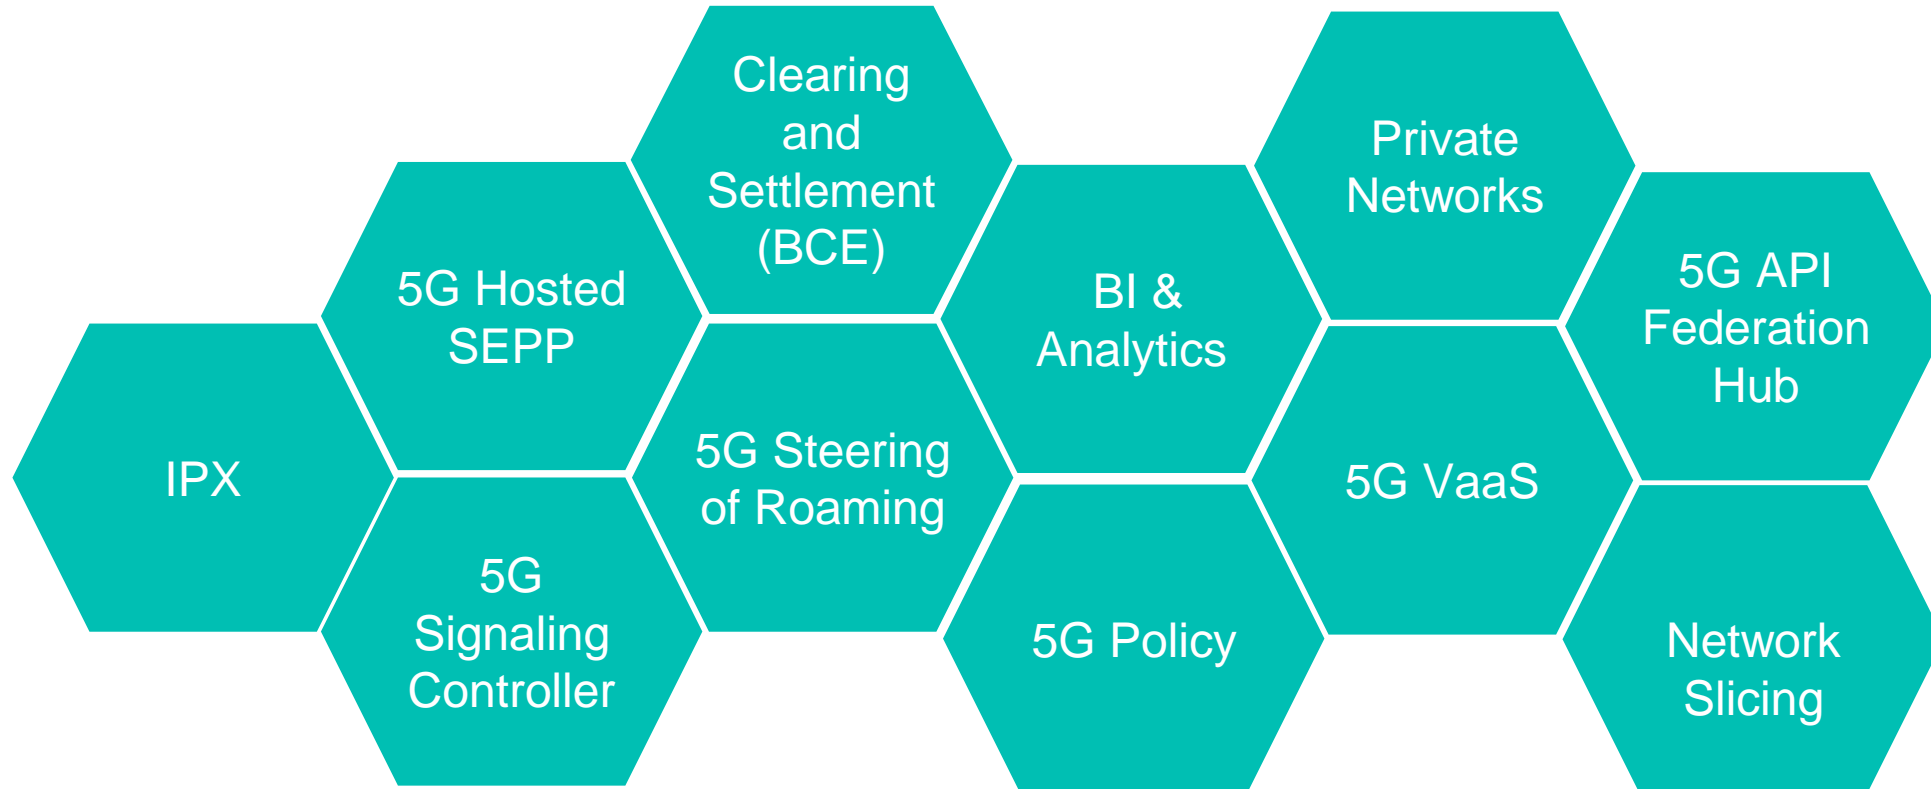 IPX
5G Hosted
SEPP
5G
Signaling
Controller
Clearing
and
Settlement
(BCE)
5G Steering
of Roaming
BI &
Analytics
5G Policy
Private
Networks
5G VaaS
5G API
Federation
Hub
Network
Slicing